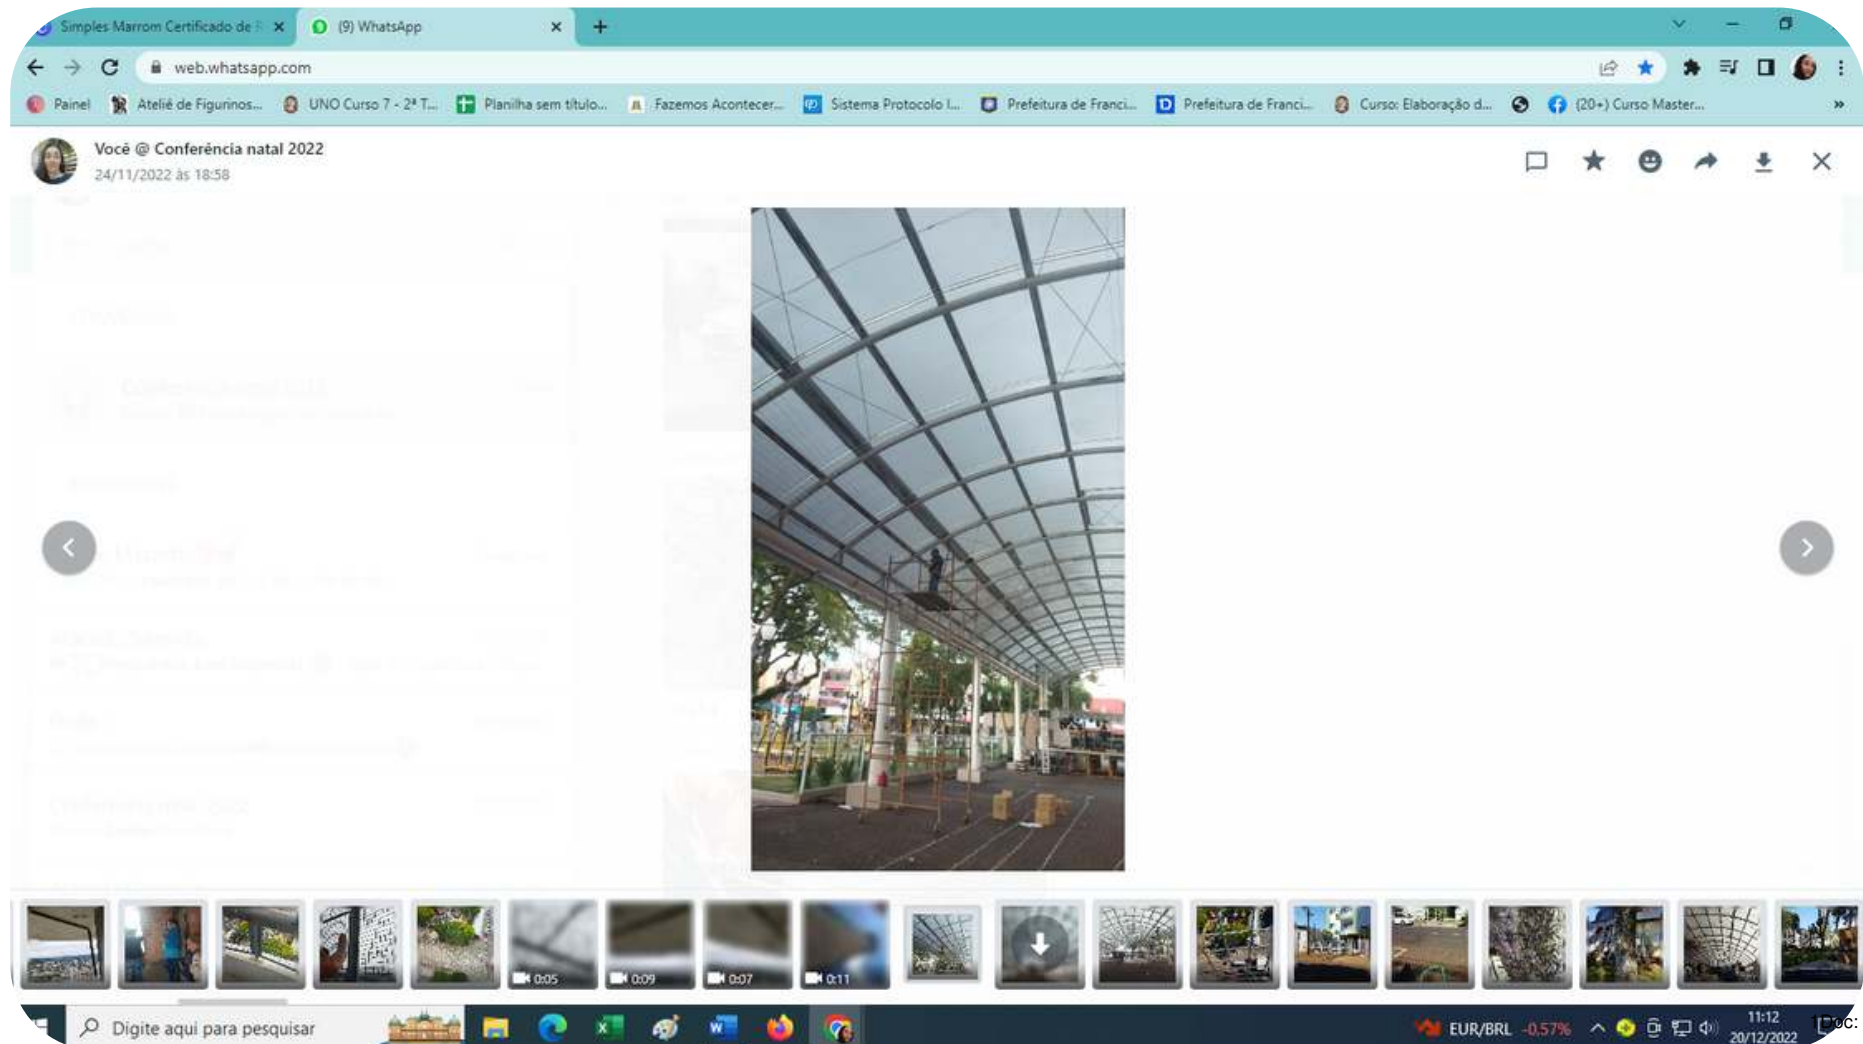 Simples Marrom Certificado de
(9) WhatsApp
web.whatsapp.com
Painel
Ateliê de Figurinos...
UNO Curso 7 - 2ª T...
Planilha sem título...
Fazemos Acontecer...
Sistema Protocolo I...
Prefeitura de Franci...
Prefeitura de Franci...
Curso: Elaboração d...
(20+) Curso Master...
Você @ Conferência natal 2022
24/11/2022 às 18:58
0:05
0:09
0:07
0:11
Digite aqui para pesquisar
EUR/BRL -0,57%
11:12
20/12/2022
1Doc: